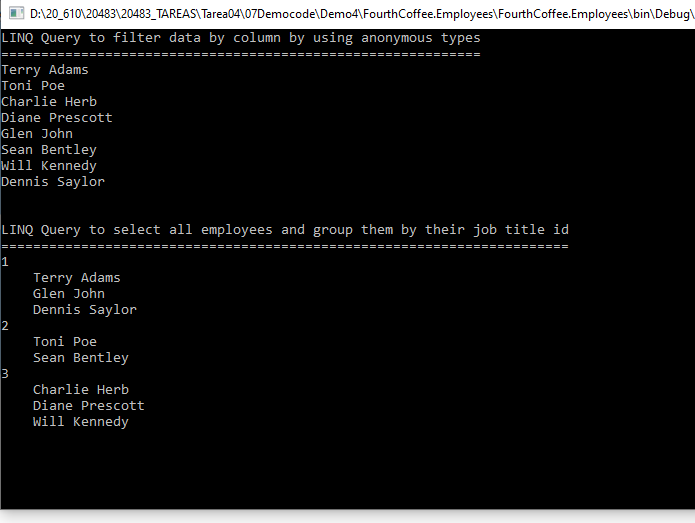 D:\20_610\20483\20483_TAREAS\Tarea04\07Democode\Demo4\FourthCoffee.Employees\FourthCoffee.Employees\bin\Debug\
LINQ Query to filter data by column by using anonymous types
============================================================
Terry Adams
Toni Poe
Charlie Herb
Diane Prescott
Glen John
Sean Bentley
Will Kennedy
Dennis Saylor
LINQ Query to select all employees and group them by their job title id
=======================================================================
1
Terry Adams
Glen John
Dennis Saylor
2
Toni Poe
Sean Bentley
3
Charlie Herb
Diane Prescott
Will Kennedy